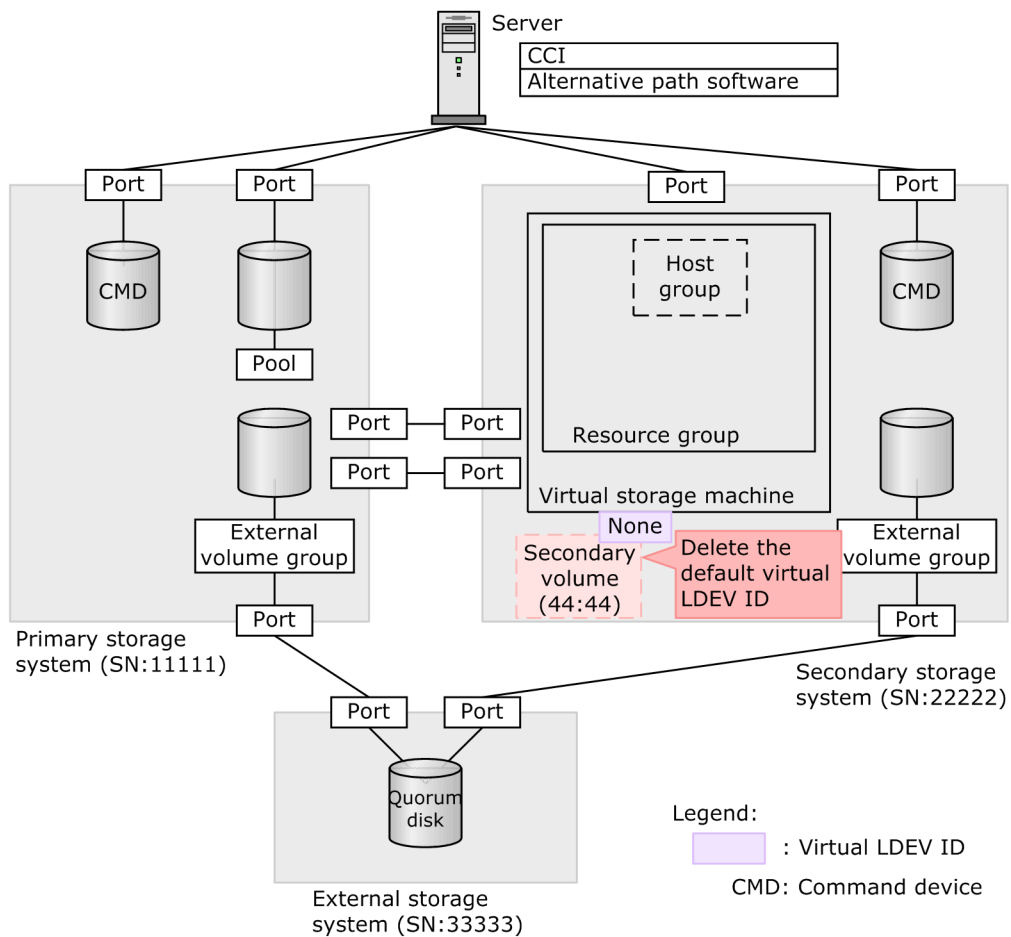 Server
CCI
Alternative path software
Port
Port
Port
Port
CMD
Host
group
CMD
Pool
Port
Port
Resource group
Port
Port
Virtual storage machine
None
External
volume group
Secondary
volume
(44:44)
Delete the
default virtual
LDEV ID
External
volume group
Port
Port
Primary storage
system (SN:11111)
Secondary storage
system (SN:22222)
Port
Port
Quorum
disk
Legend:
: Virtual LDEV ID
CMD: Command device
External storage
system (SN:33333)